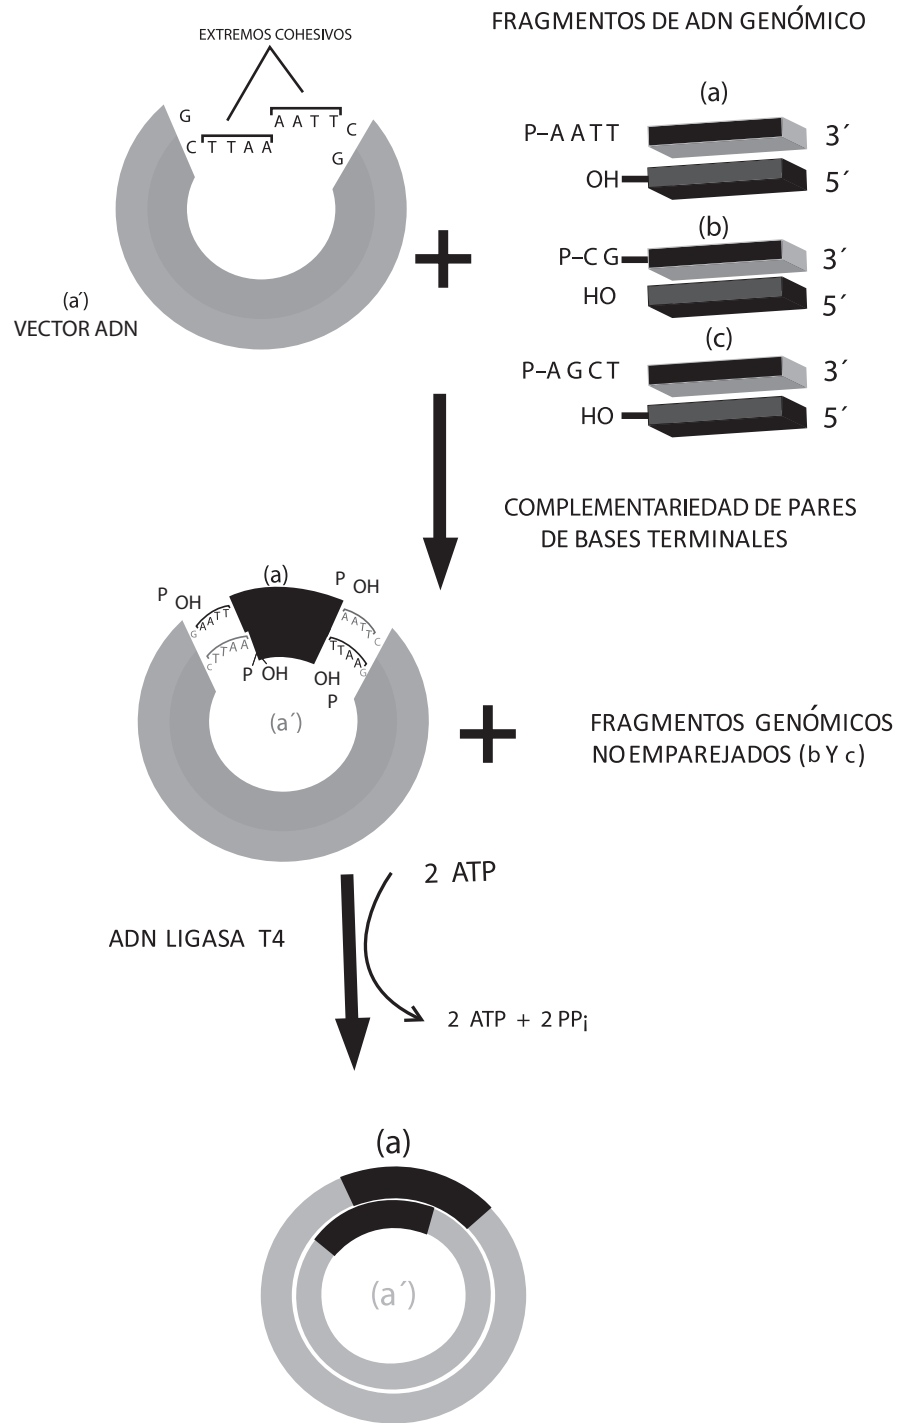 FRAGMENTOS DE ADN GENÓMICO
EXTREMOS COHESIVOS
G
C T T A A
A A T T C
G
(a´)
VECTOR ADN
+
(a)
P–A A T T 3´
OH 5´
(b)
P–C G 3´
HO 5´
(c)
P–A G C T 3´
HO 5´
COMPLEMENTARIEDAD DE PARES
DE BASES TERMINALES
(a)
P OH
P OH
G A A T T
C T T A A
A A T T C
T T A A G
P OH
OH
P
(a´)
+
FRAGMENTOS GENÓMICOS
NO EMPAREJADOS (b Y c)
2 ATP
ADN LIGASA T4
2 ATP + 2 PPi
(a)
(a´)